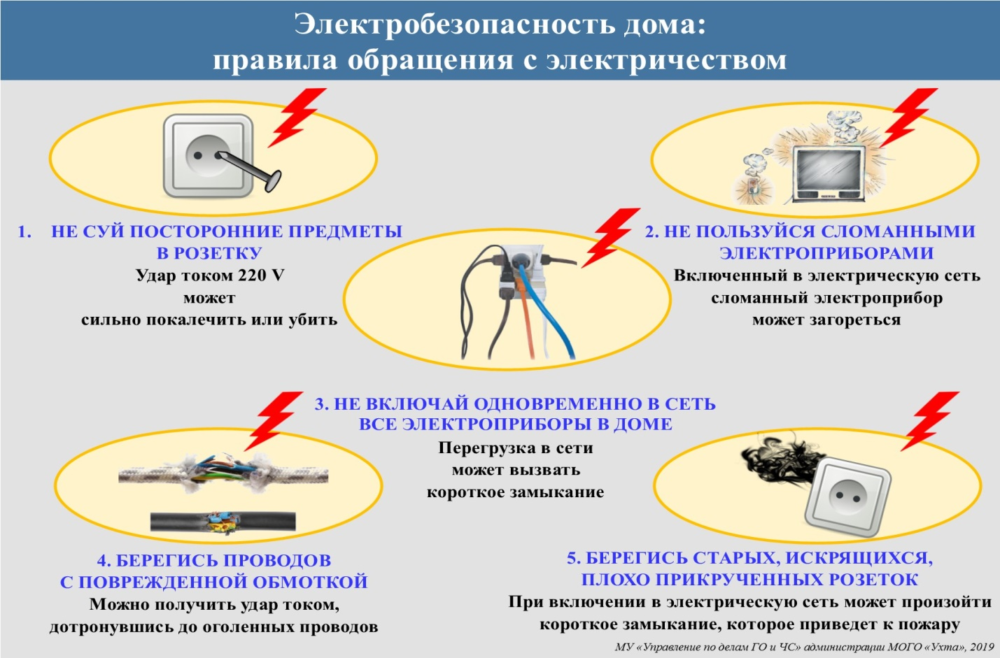 Электробезопасность дома:
правила обращения с электричеством
1. НЕ СУЙ ПОСТОРОННИЕ ПРЕДМЕТЫ
В РОЗЕТКУ
Удар током 220 V
может
сильно покалечить или убить
2. НЕ ПОЛЬЗУЙСЯ СЛОМАННЫМИ
ЭЛЕКТРОПРИБОРАМИ
Включенный в электрическую сеть
сломанный электроприбор
может загореться
3. НЕ ВКЛЮЧАЙ ОДНОВРЕМЕННО В СЕТЬ
ВСЕ ЭЛЕКТРОПРИБОРЫ В ДОМЕ
Перегрузка в сети
может вызвать
короткое замыкание
4. БЕРЕГИСЬ ПРОВОДОВ
С ПОВРЕЖДЕННОЙ ОБМОТКОЙ
Можно получить удар током,
дотронувшись до оголенных проводов
5. БЕРЕГИСЬ СТАРЫХ, ИСКРЯЩИХСЯ,
ПЛОХО ПРИКРУЧЕННЫХ РОЗЕТОК
При включении в электрическую сеть может произойти
короткое замыкание, которое приведет к пожару
МУ «Управление по делам ГО и ЧС» администрации МОГО «Ухта», 2019